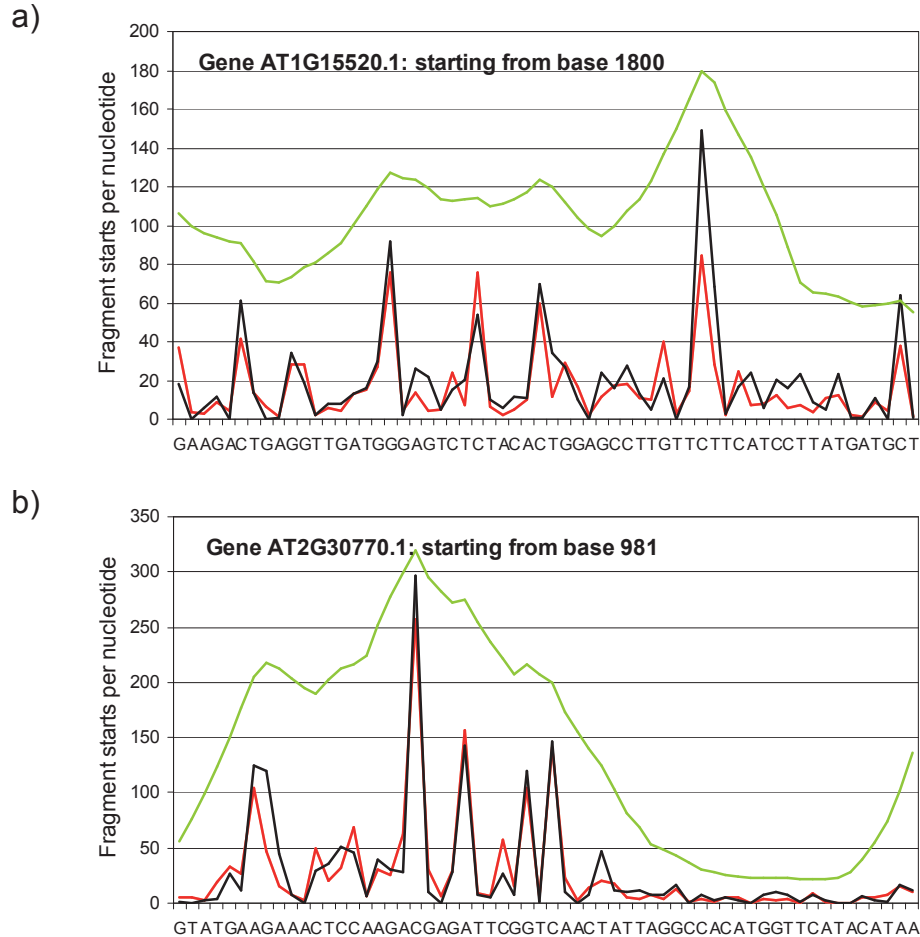 a)
200
180
160
140
120
100
80
60
40
20
0
Fragment starts per nucleotide
Gene AT1G15520.1: starting from base 1800
GAAGACTGAGGTTGATGGGAGTCTCTACACTGGAGCCTTGTTCTTCATCCTTATGATGCT
b)
350
300
250
200
150
100
50
0
Fragment starts per nucleotide
Gene AT2G30770.1: starting from base 981
GTATGAAGAAACTCCAAGACGAGATTCGGTCAACTATTAGGCCACATGGTTCATACATAA